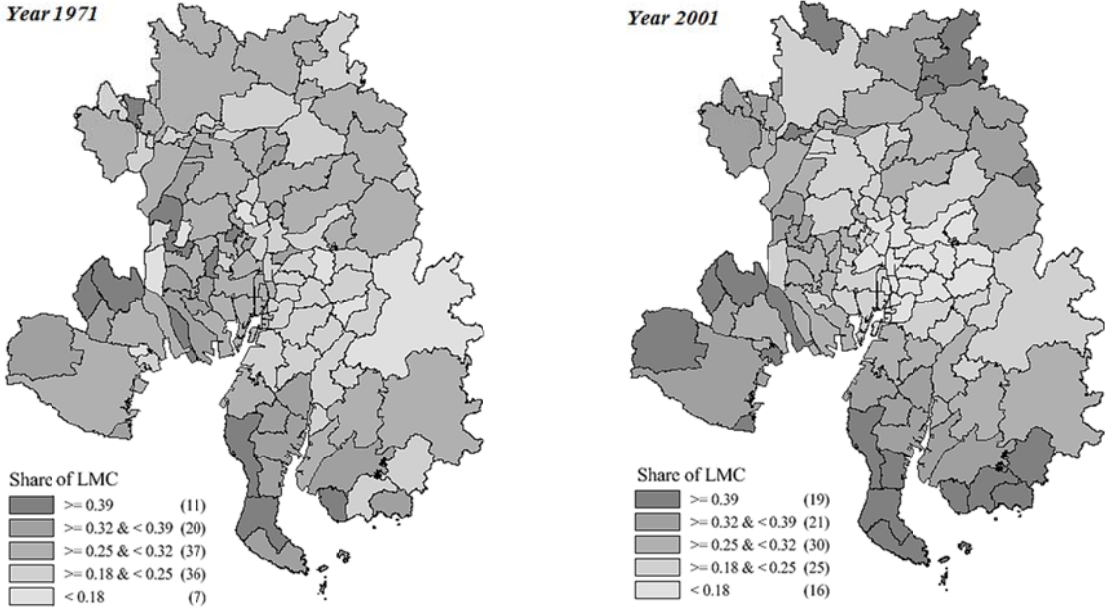 Year 1971
Year 2001
Share of LMC
>= 0.39 (11)
>= 0.32 & < 0.39 (20)
>= 0.25 & < 0.32 (37)
>= 0.18 & < 0.25 (36)
< 0.18 (7)
Share of LMC
>= 0.39 (19)
>= 0.32 & < 0.39 (21)
>= 0.25 & < 0.32 (30)
>= 0.18 & < 0.25 (25)
< 0.18 (16)